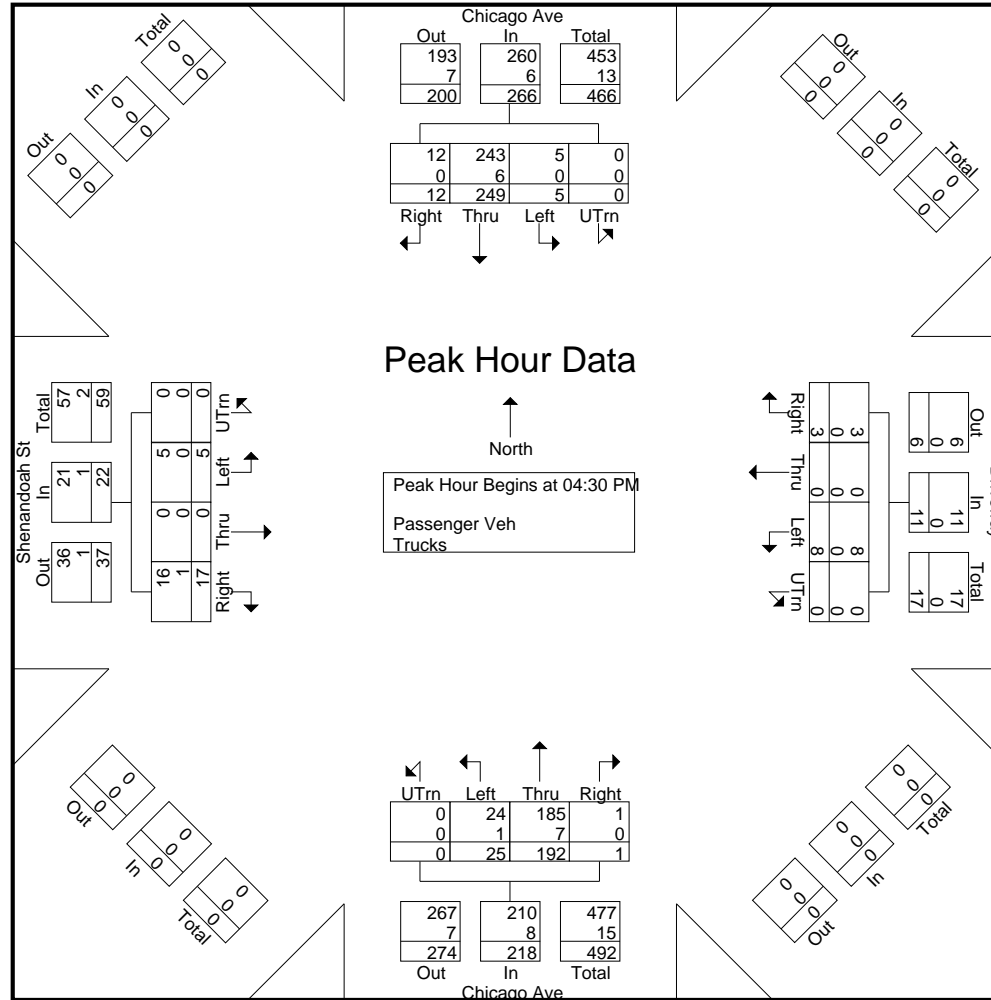 Chicago Ave
Out In Total
193 260 453
7 6 13
200 266 466
12 243 5 0
0 6 0 0
12 249 5 0
Right Thru Left UTrn
Total
0
0
0
In
0
0
0
Out
0
0
0
Out
0
0
0
In
0
0
0
Total
0
0
0
Shenandoah St
Total
57
2
59
In
21
1
22
Out
36
1
37
0
0
0
UTrn
5
0
5
Left
0
0
0
Thru
16
1
17
Right
Peak Hour Data
North
Peak Hour Begins at 04:30 PM
Passenger Veh
Trucks
Right
3
0
3
Thru
0
0
0
Left
8
0
8
UTrn
0
0
0
Out
6
0
6
In
11
0
11
Total
17
0
17
Out
0
0
0
In
0
0
0
Total
0
0
0
UTrn Left Thru Right
0 24 185 1
0 1 7 0
0 25 192 1
267 210 477
7 8 15
274 218 492
Out In Total
Chicago Ave
Total
0
0
0
In
0
0
0
Out
0
0
0